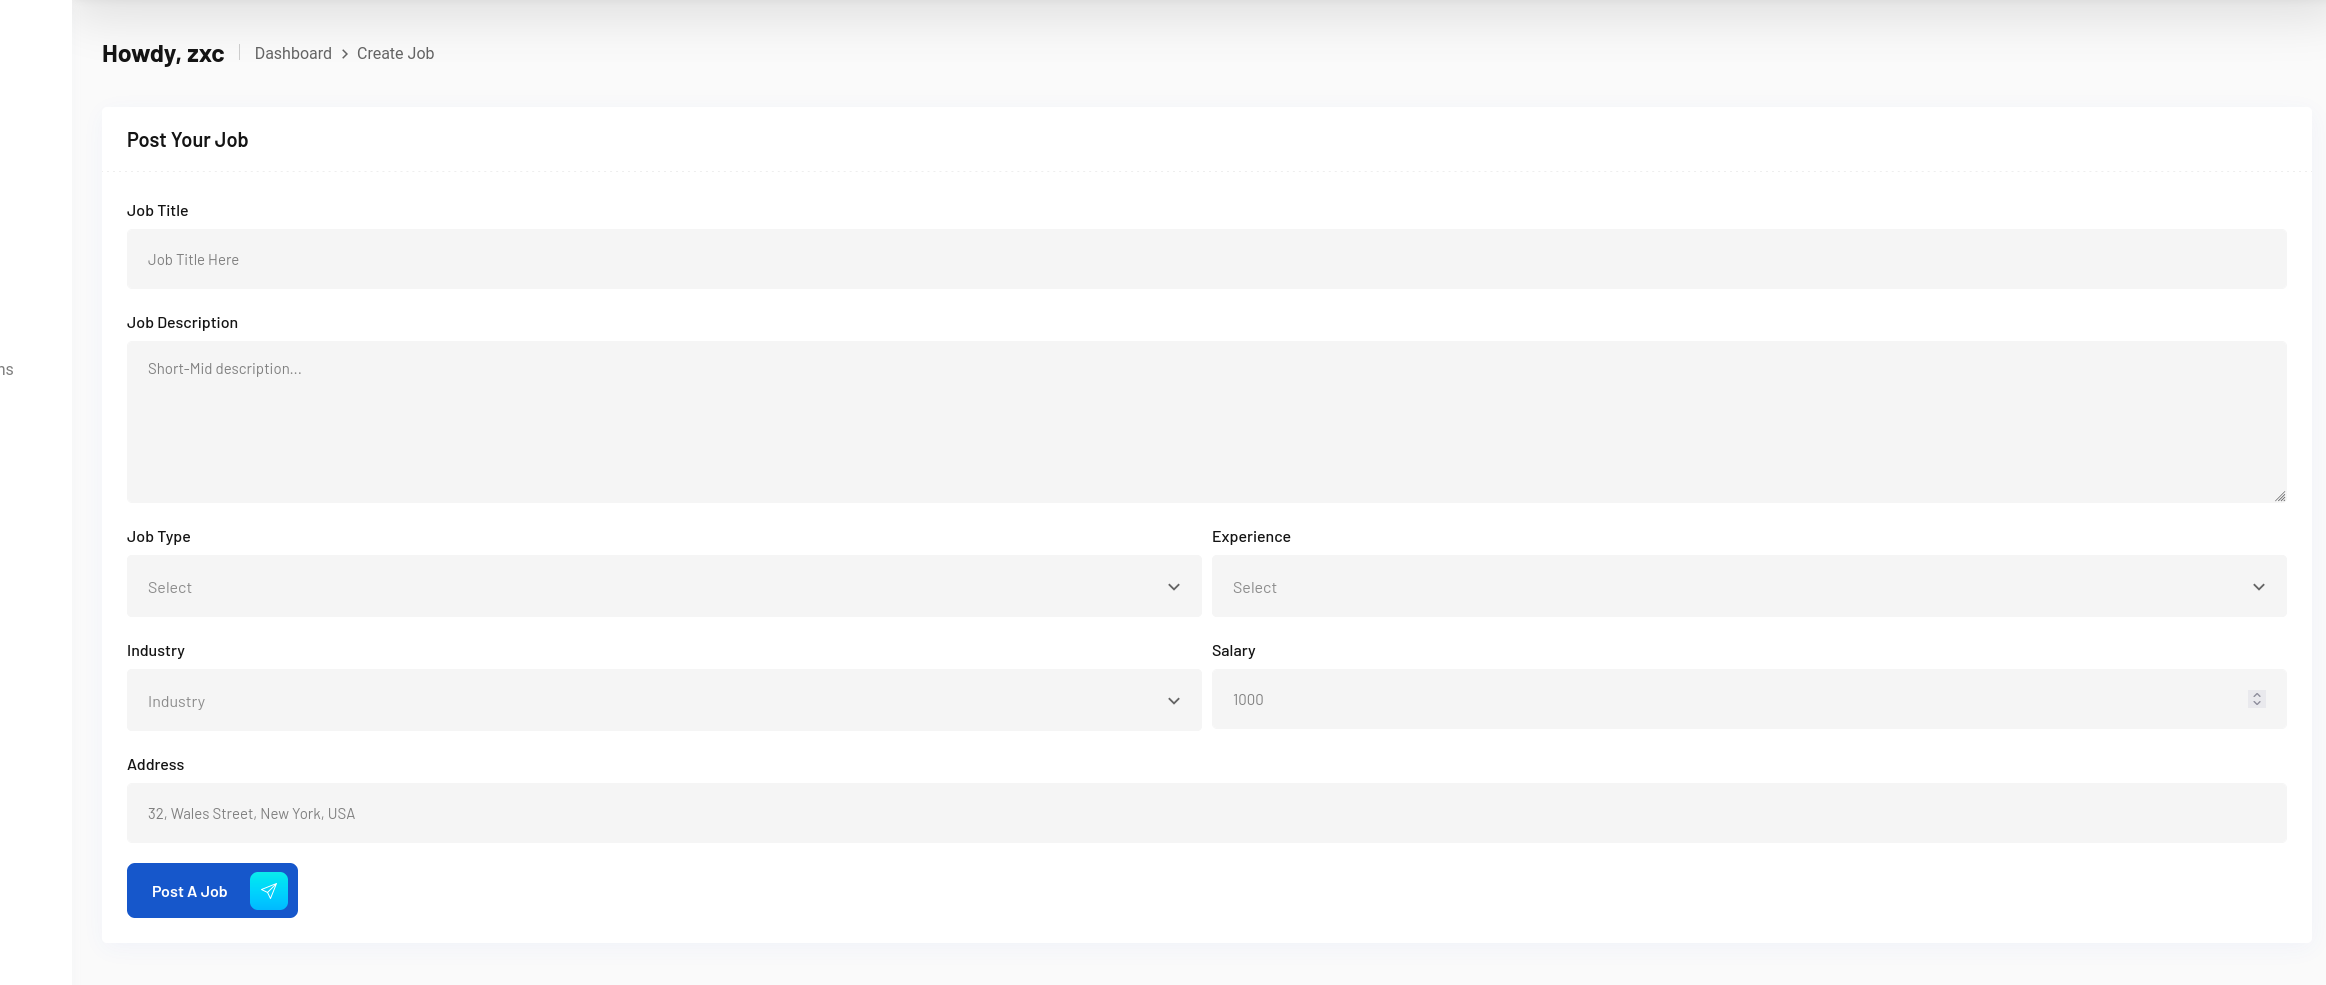 Howdy, zxc
Dashboard
Create Job
Post Your Job
Job Title
Job Title Here
Job Description
Short-Mid description...
ns
Job Type
Experience
Select
Select
Industry
Salary
Industry
1000
Address
32, Wales Street, New York, USA
Post A Job